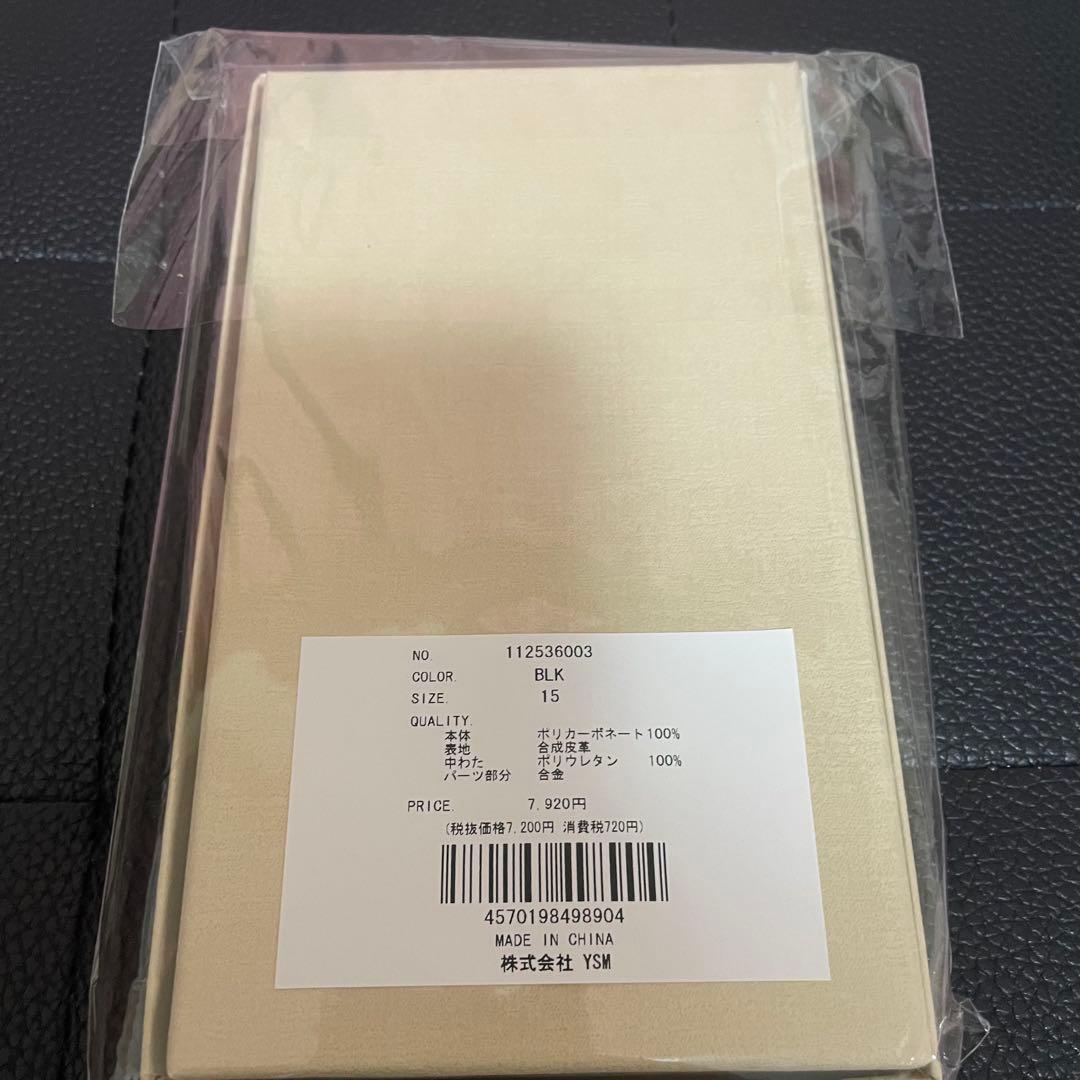 NO. 112536003
COLOR. BLK
SIZE. 15
QUALITY.
本体 ポリカーボネート100%
表地 合成皮革
中わた ポリウレタン 100%
パーツ部分 合金
PRICE. 7,920円
(税抜価格7,200円 消費税720円)
4570198498904
MADE IN CHINA
株式会社 YSM